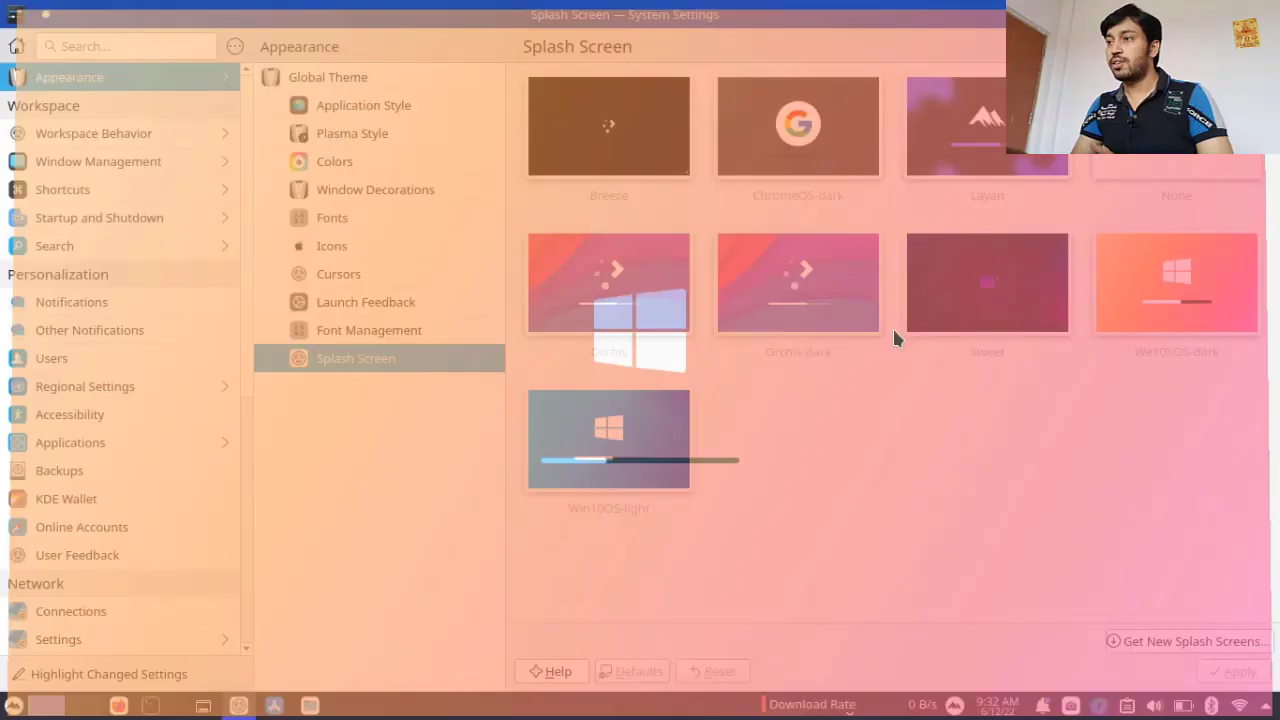 Splash Screen — System Settings
Search...
Appearance
Splash Screen
Appearance
Workspace
Workspace Behavior
Window Management
Shortcuts
Startup and Shutdown
Search
Personalization
Notifications
Other Notifications
Users
Regional Settings
Accessibility
Applications
Backups
KDE Wallet
Online Accounts
User Feedback
Network
Connections
Settings
Highlight Changed Settings
Global Theme
Application Style
Plasma Style
Colors
Window Decorations
Fonts
Icons
Cursors
Launch Feedback
Font Management
Splash Screen
Breeze
ChromeOS-dark
Layan
None
Orchis
Orchis-dark
Sweet
We10XOS-dark
Win10OS-light
Get New Splash Screens...
Help
Defaults
Reset
Apply
Download Rate
0 B/s
9:32 AM
6/12/22